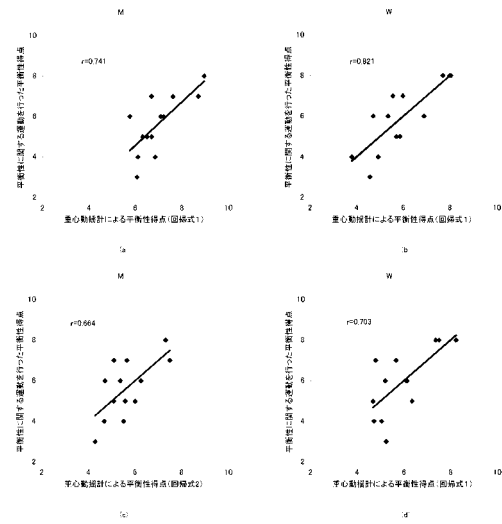 M
平衡性に関する運動を行った平衡性得点
10
8
6
4
2
r=0.741
2 4 6 8 10
重心動揺計による平衡性得点(回帰式1)
(a
W
平衡性に関する運動を行った平衡性得点
10
8
6
4
2
r=0.821
2 4 6 8 10
重心動揺計による平衡性得点(回帰式1)
(b
M
平衡性に関する運動を行った平衡性得点
10
8
6
4
2
r=0.664
2 4 6 8 10
重心動揺計による平衡性得点(回帰式2)
(c)
W
平衡性に関する運動を行った平衡性得点
10
8
6
4
2
r=0.703
2 4 6 8 10
重心動揺計による平衡性得点(回帰式1)
(d)